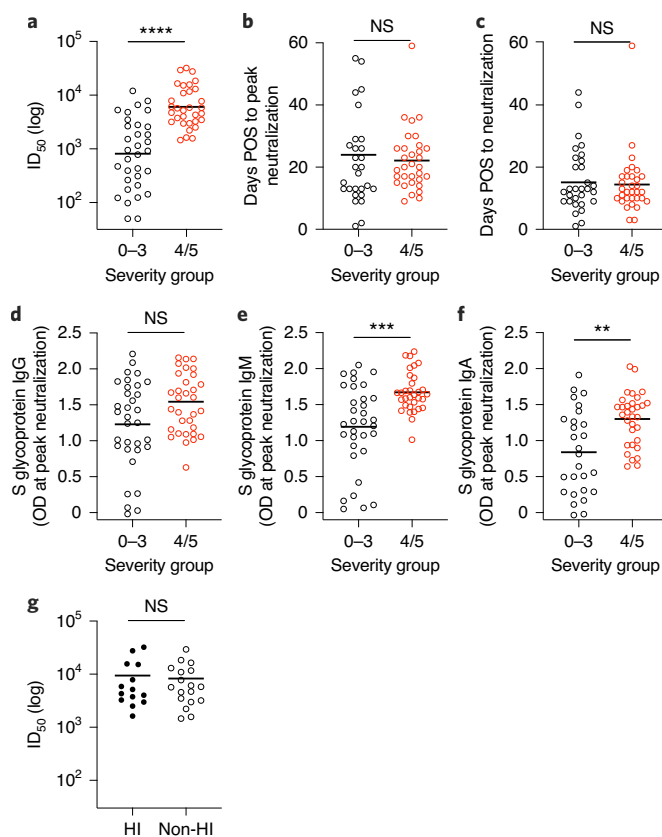 a
****
10⁵
10⁴
10³
10²
ID₅₀ (log)
0–3
4/5
Severity group
b
NS
60
40
20
0
Days POS to peak
neutralization
0–3
4/5
Severity group
c
NS
60
40
20
0
Days POS to neutralization
0–3
4/5
Severity group
d
NS
2.5
2.0
1.5
1.0
0.5
0
S glycoprotein IgG
(OD at peak neutralization)
0–3
4/5
Severity group
e
***
2.5
2.0
1.5
1.0
0.5
0
S glycoprotein IgM
(OD at peak neutralization)
0–3
4/5
Severity group
f
**
2.5
2.0
1.5
1.0
0.5
0
S glycoprotein IgA
(OD at peak neutralization)
0–3
4/5
Severity group
g
NS
10⁵
10⁴
10³
10²
ID₅₀ (log)
HI
Non-HI